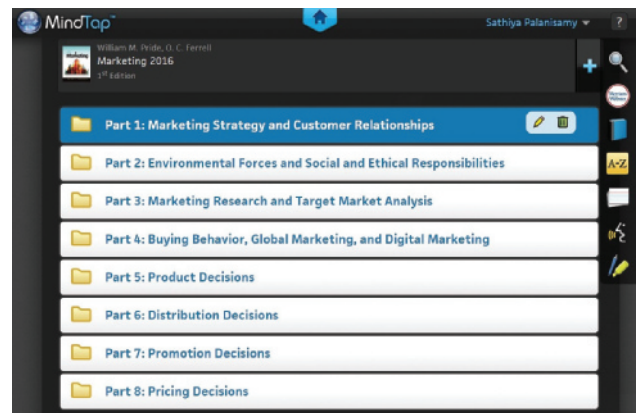 MindTap™
Sathiya Palanisamy
?
William M. Pride, O. C. Ferrell
Marketing 2016
1st Edition
Part 1: Marketing Strategy and Customer Relationships
Part 2: Environmental Forces and Social and Ethical Responsibilities
Part 3: Marketing Research and Target Market Analysis
Part 4: Buying Behavior, Global Marketing, and Digital Marketing
Part 5: Product Decisions
Part 6: Distribution Decisions
Part 7: Promotion Decisions
Part 8: Pricing Decisions
A-Z